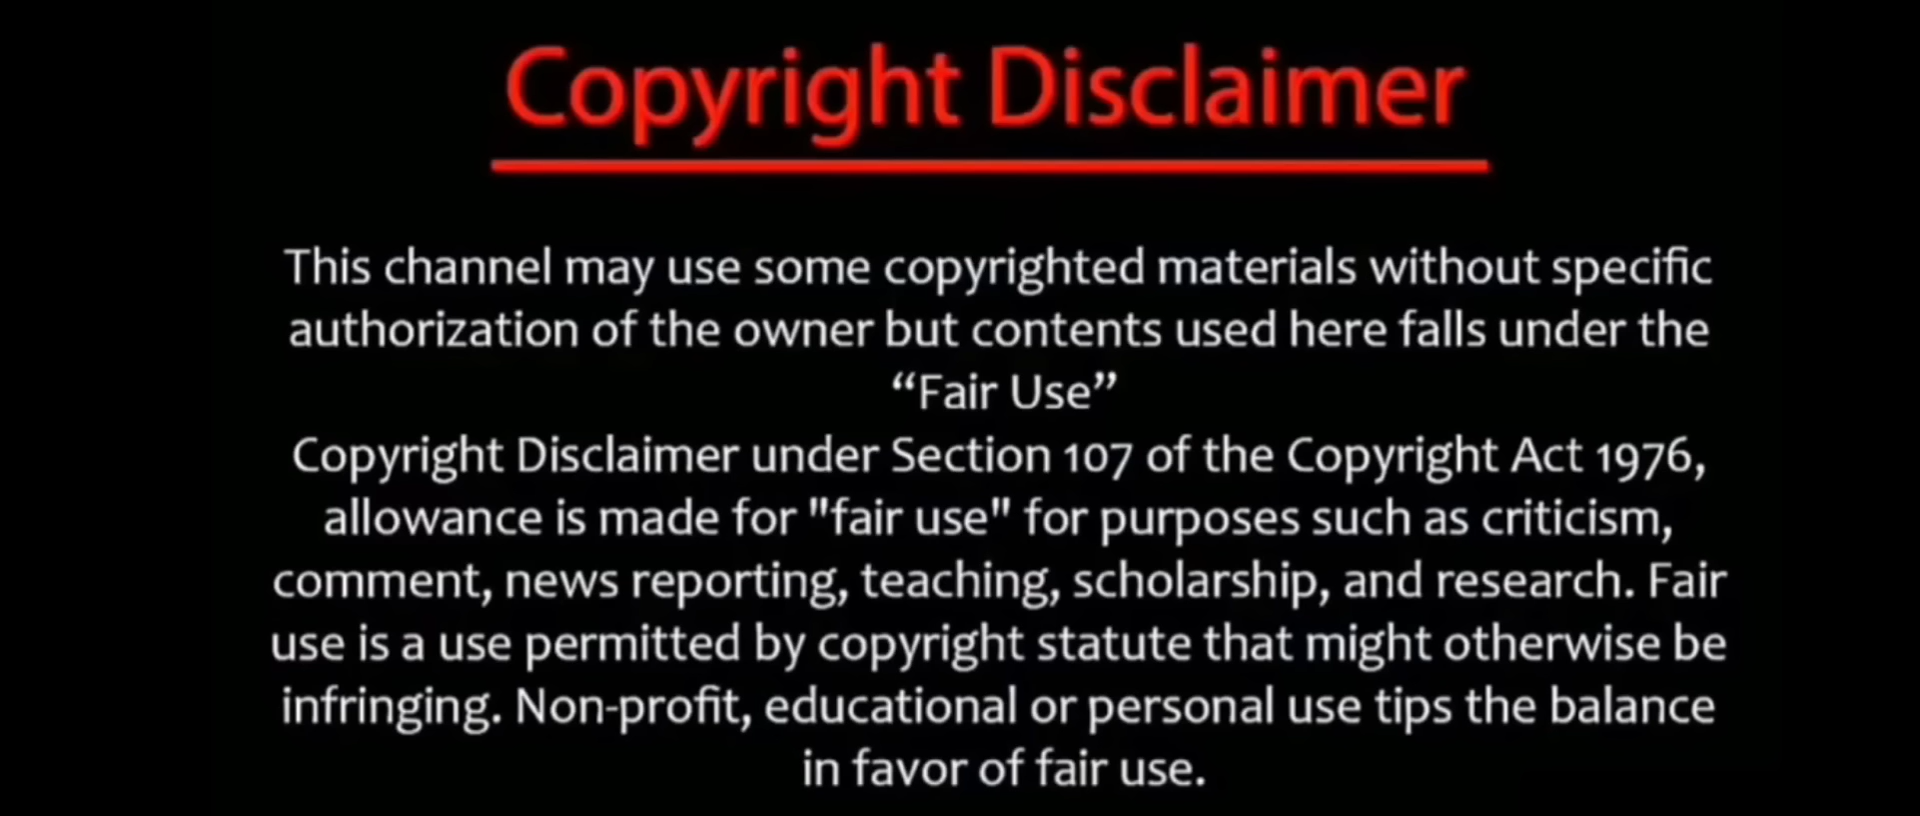 Copyright Disclaimer
This channel may use some copyrighted materials without specific
authorization of the owner but contents used here falls under the
“Fair Use”
Copyright Disclaimer under Section 107 of the Copyright Act 1976,
allowance is made for "fair use" for purposes such as criticism,
comment, news reporting, teaching, scholarship, and research. Fair
use is a use permitted by copyright statute that might otherwise be
infringing. Non-profit, educational or personal use tips the balance
in favor of fair use.